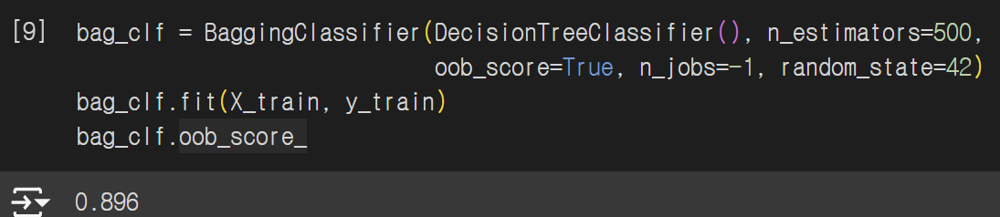 [9] bag_clf = BaggingClassifier(DecisionTreeClassifier(), n_estimators=500,
oob_score=True, n_jobs=-1, random_state=42)
bag_clf.fit(X_train, y_train)
bag_clf.oob_score_
0.896